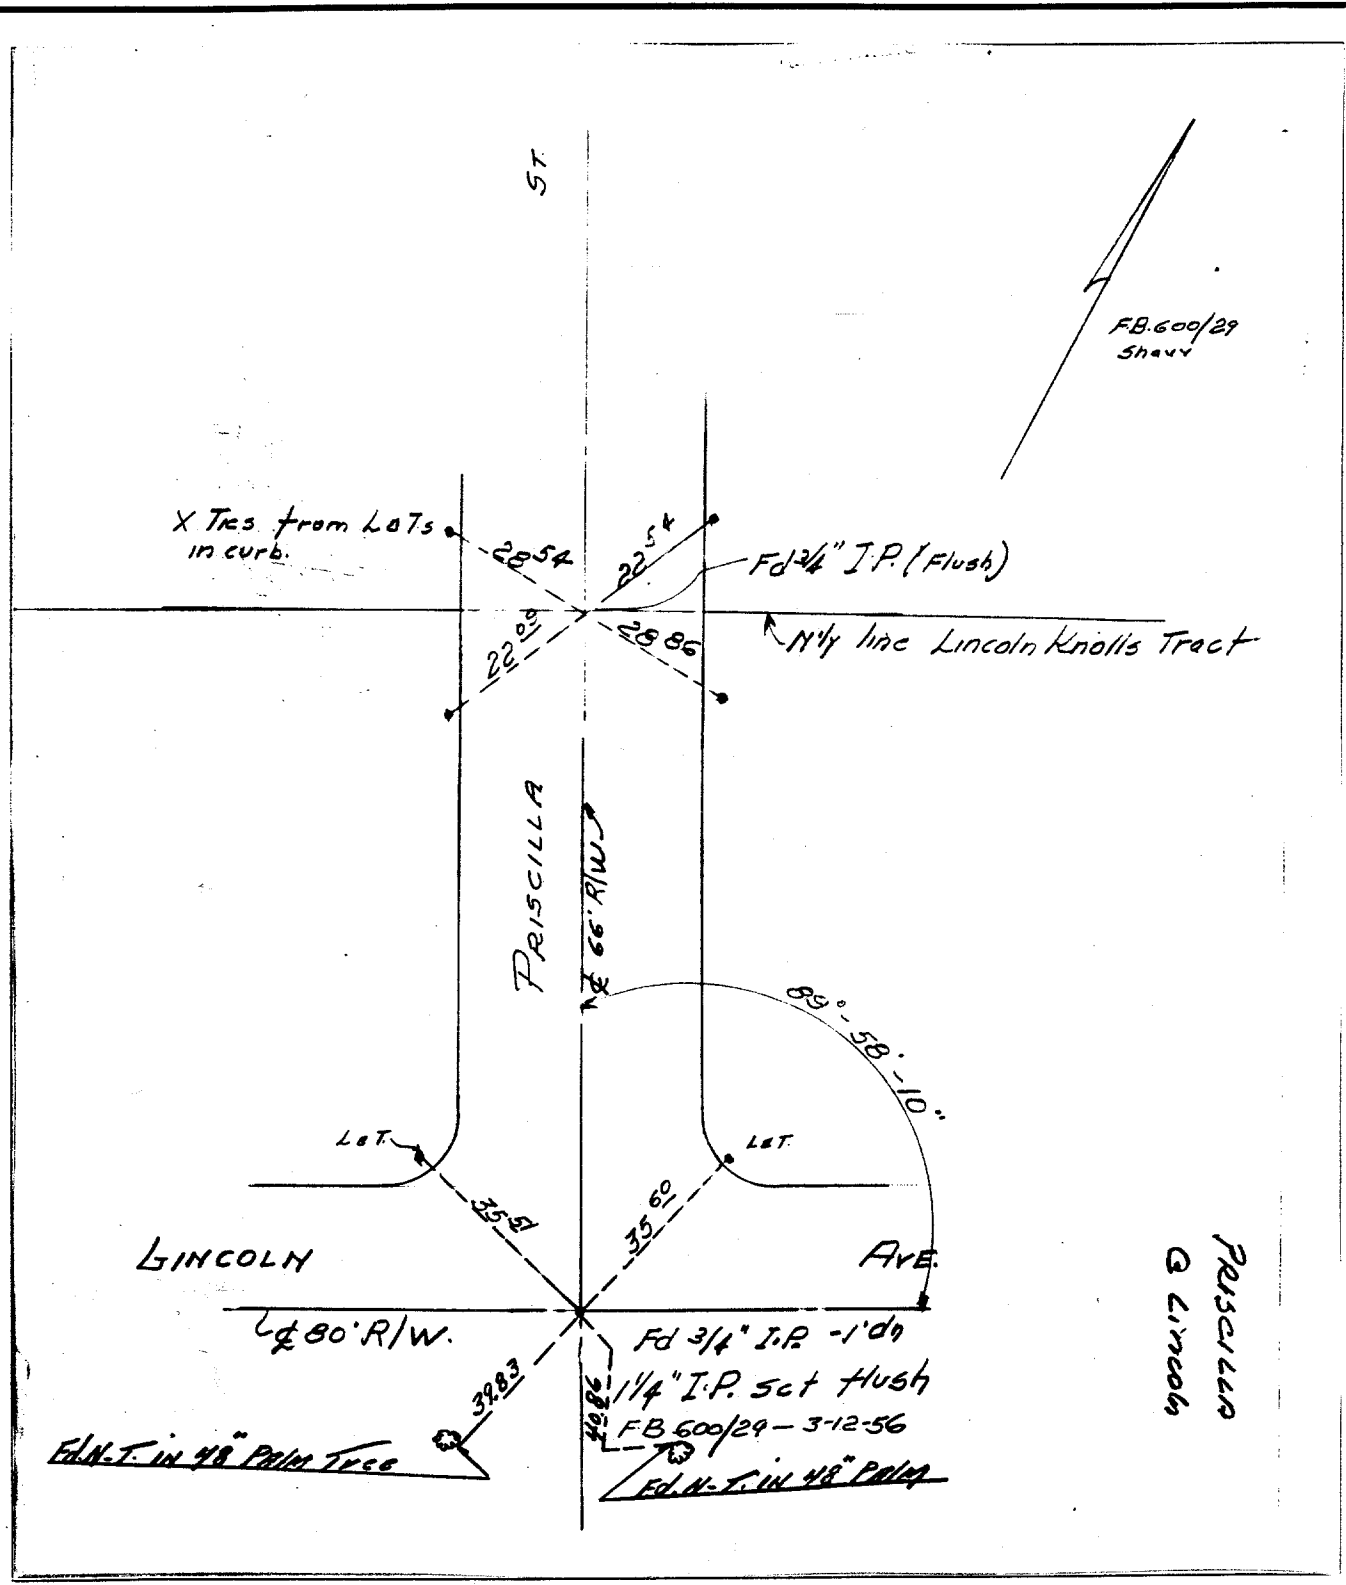 ST.
F.B. 600/29
X Ties from L&Ts
in curb.
28 54
22 54
Fd 3/4" I.P. (Flush)
22 09
28 86
N'ly line Lincoln Knolls Tract
PRISCILLA
℄ 66' R/W
89°-58'-10"
L&T.
L&T.
35 51
35 60
LINCOLN
AVE.
℄ 80' R/W.
Fd 3/4" I.P. -1' dn
1 1/4" I.P. set flush
F B 600/29 – 3-12-56
39.83
40.86
Fd. N-T. in 48" Palm Tree
Fd. N-T. in 48" Palm
PRISCILLA
@ Lincoln